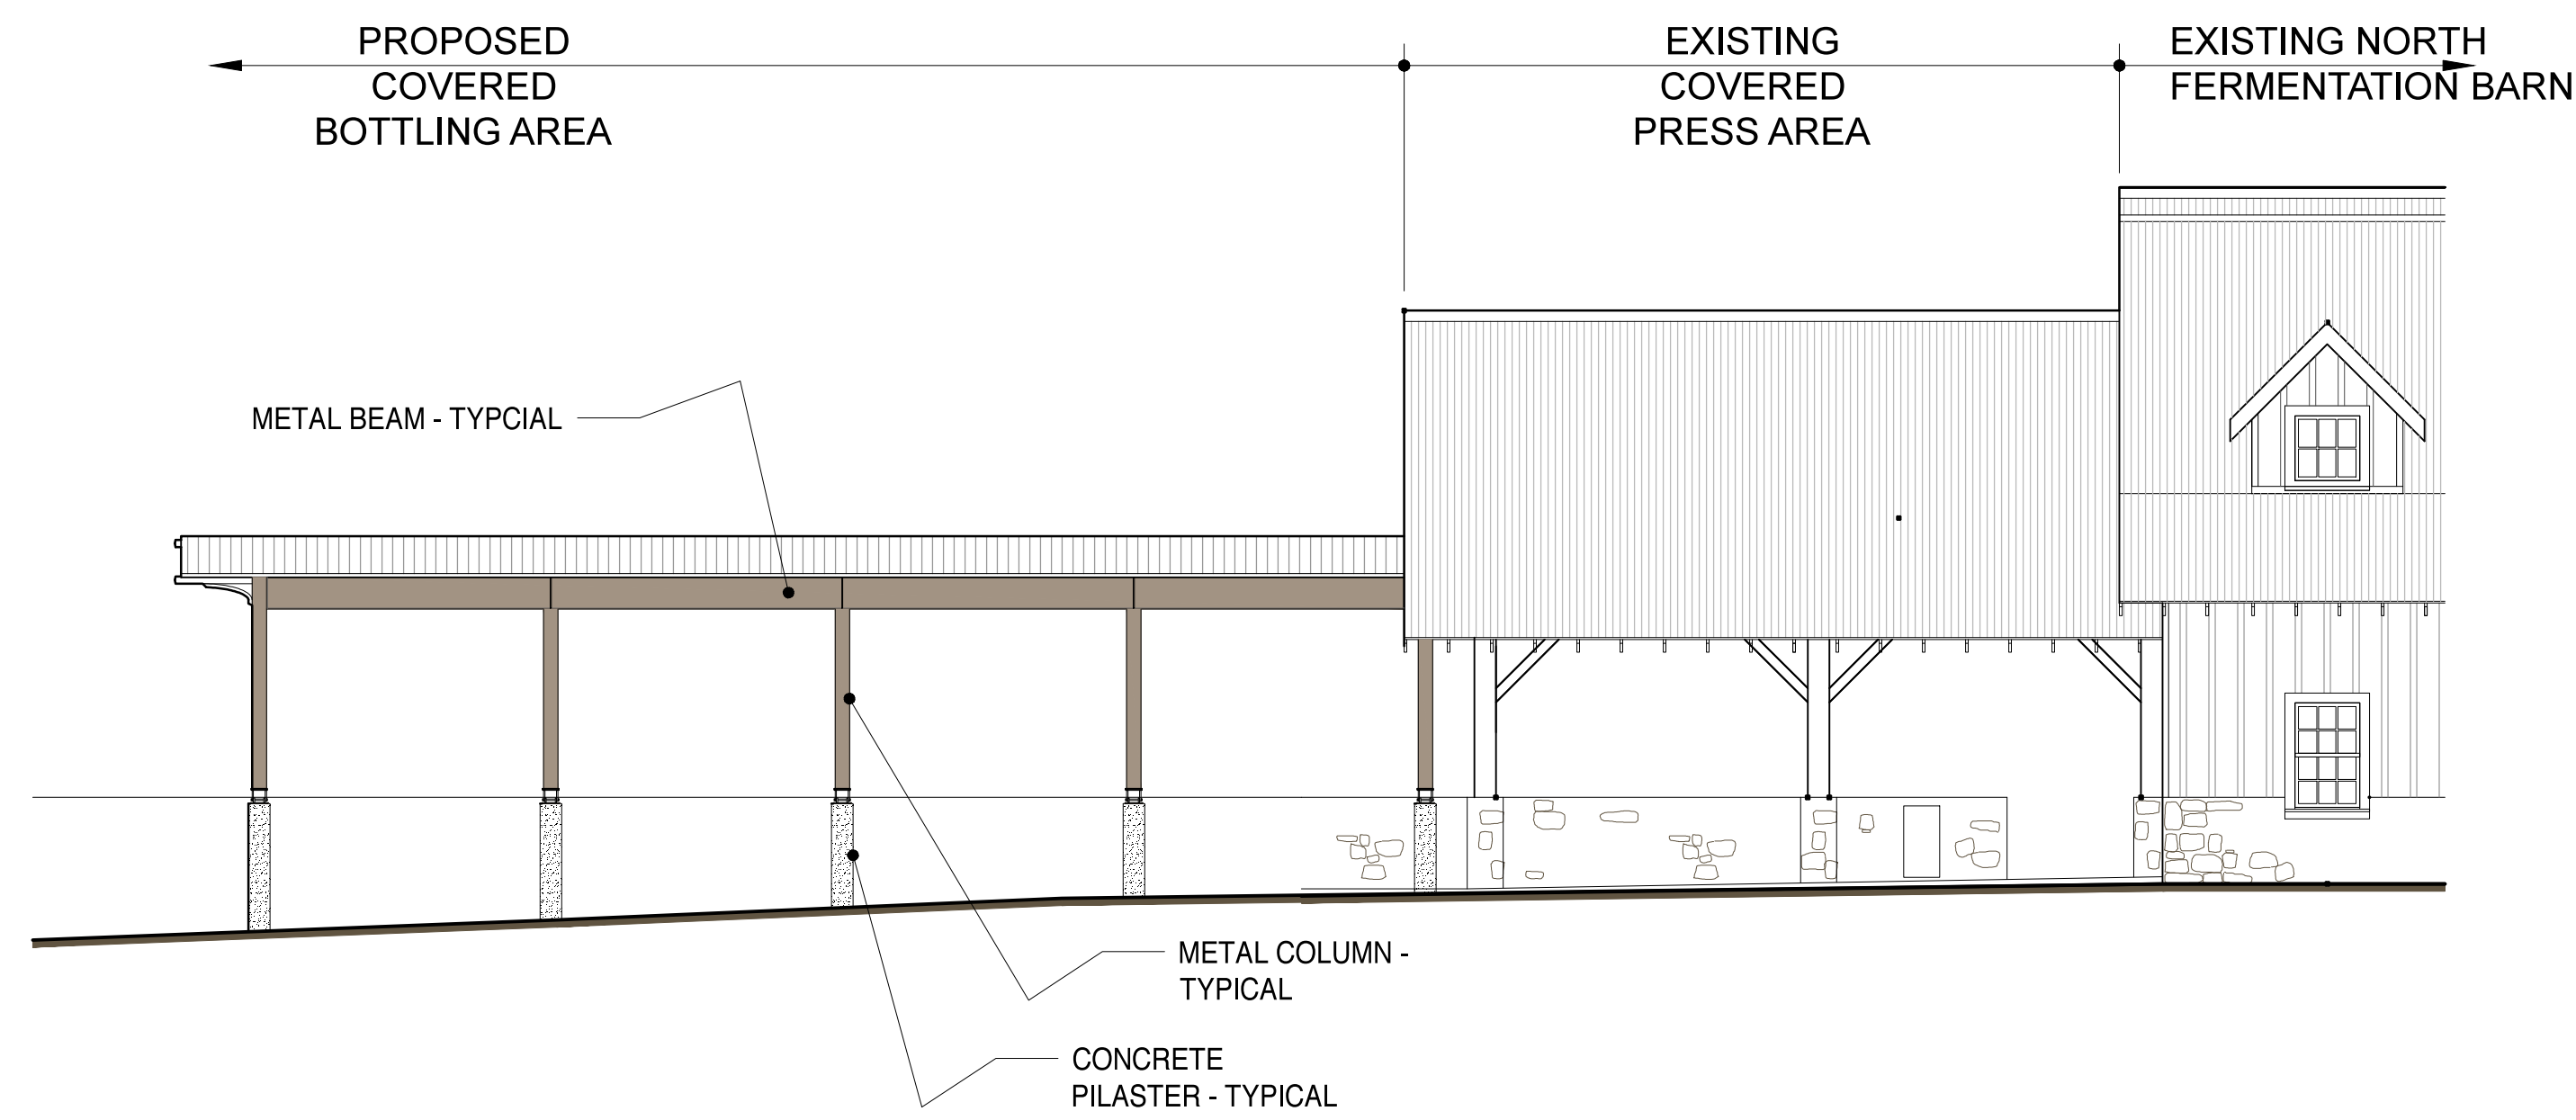 PROPOSED
COVERED
BOTTLING AREA
EXISTING
COVERED
PRESS AREA
EXISTING NORTH
FERMENTATION BARN
METAL BEAM - TYPCIAL
METAL COLUMN -
TYPICAL
CONCRETE
PILASTER - TYPICAL